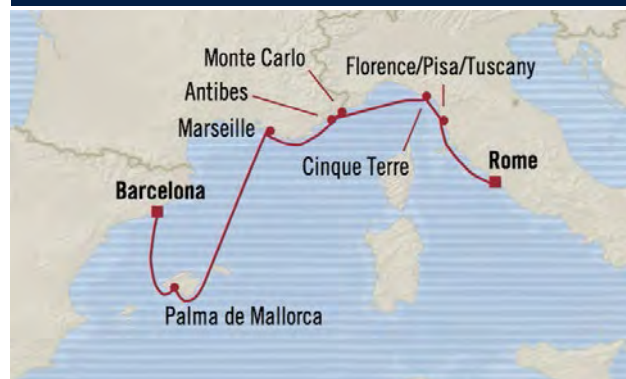 Monte Carlo
Florence/Pisa/Tuscany
Antibes
Marseille
Cinque Terre
Rome
Barcelona
Palma de Mallorca